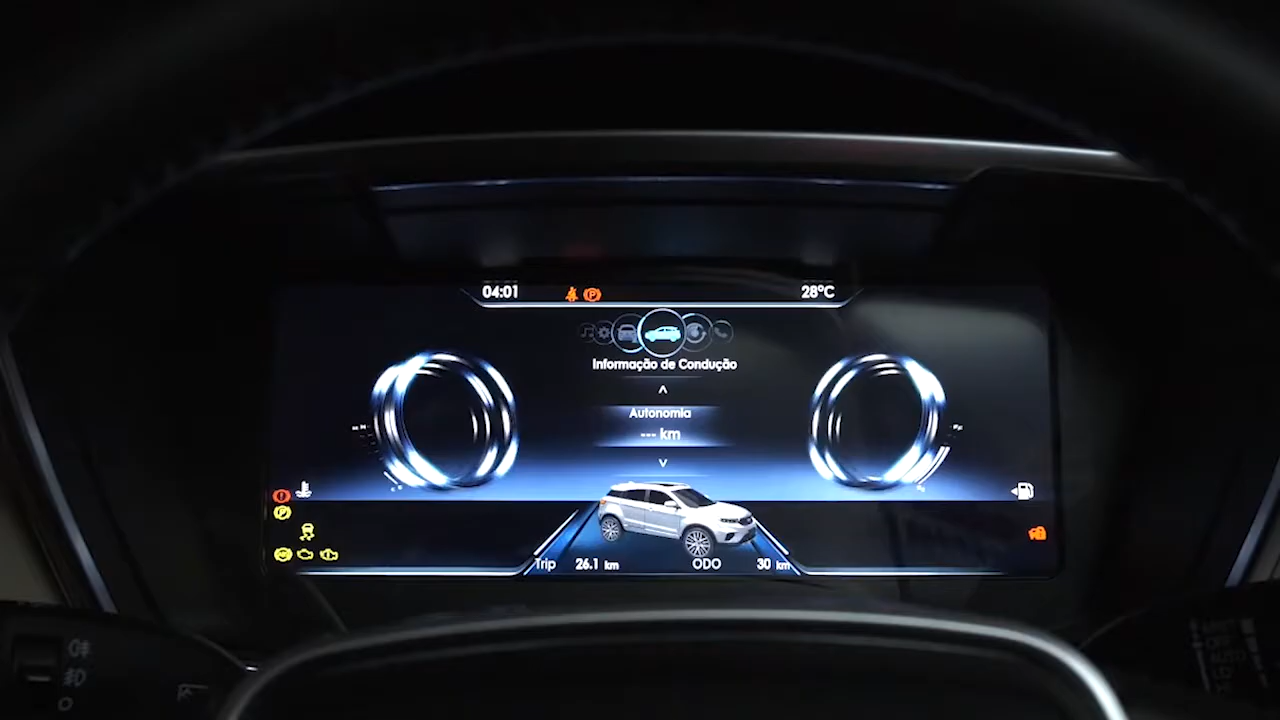 04:01 28°C
Informação de Condução
Autonomia
--- km
Trip 26.1 km ODO 30 km